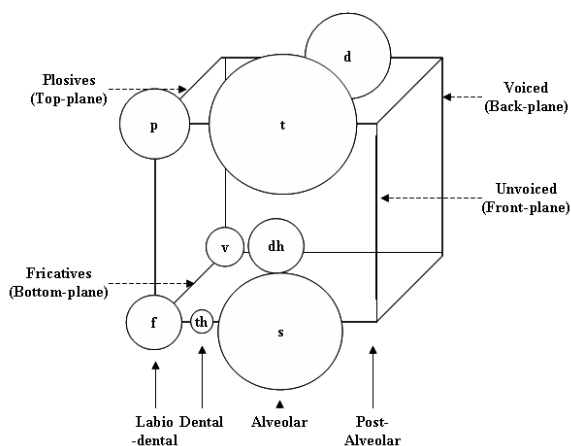 d
Plosives
(Top-plane)
Voiced
(Back-plane)
p
t
Unvoiced
(Front-plane)
v
dh
Fricatives
(Bottom-plane)
f
th
s
Labio Dental Alveolar Post-
-dental Alveolar